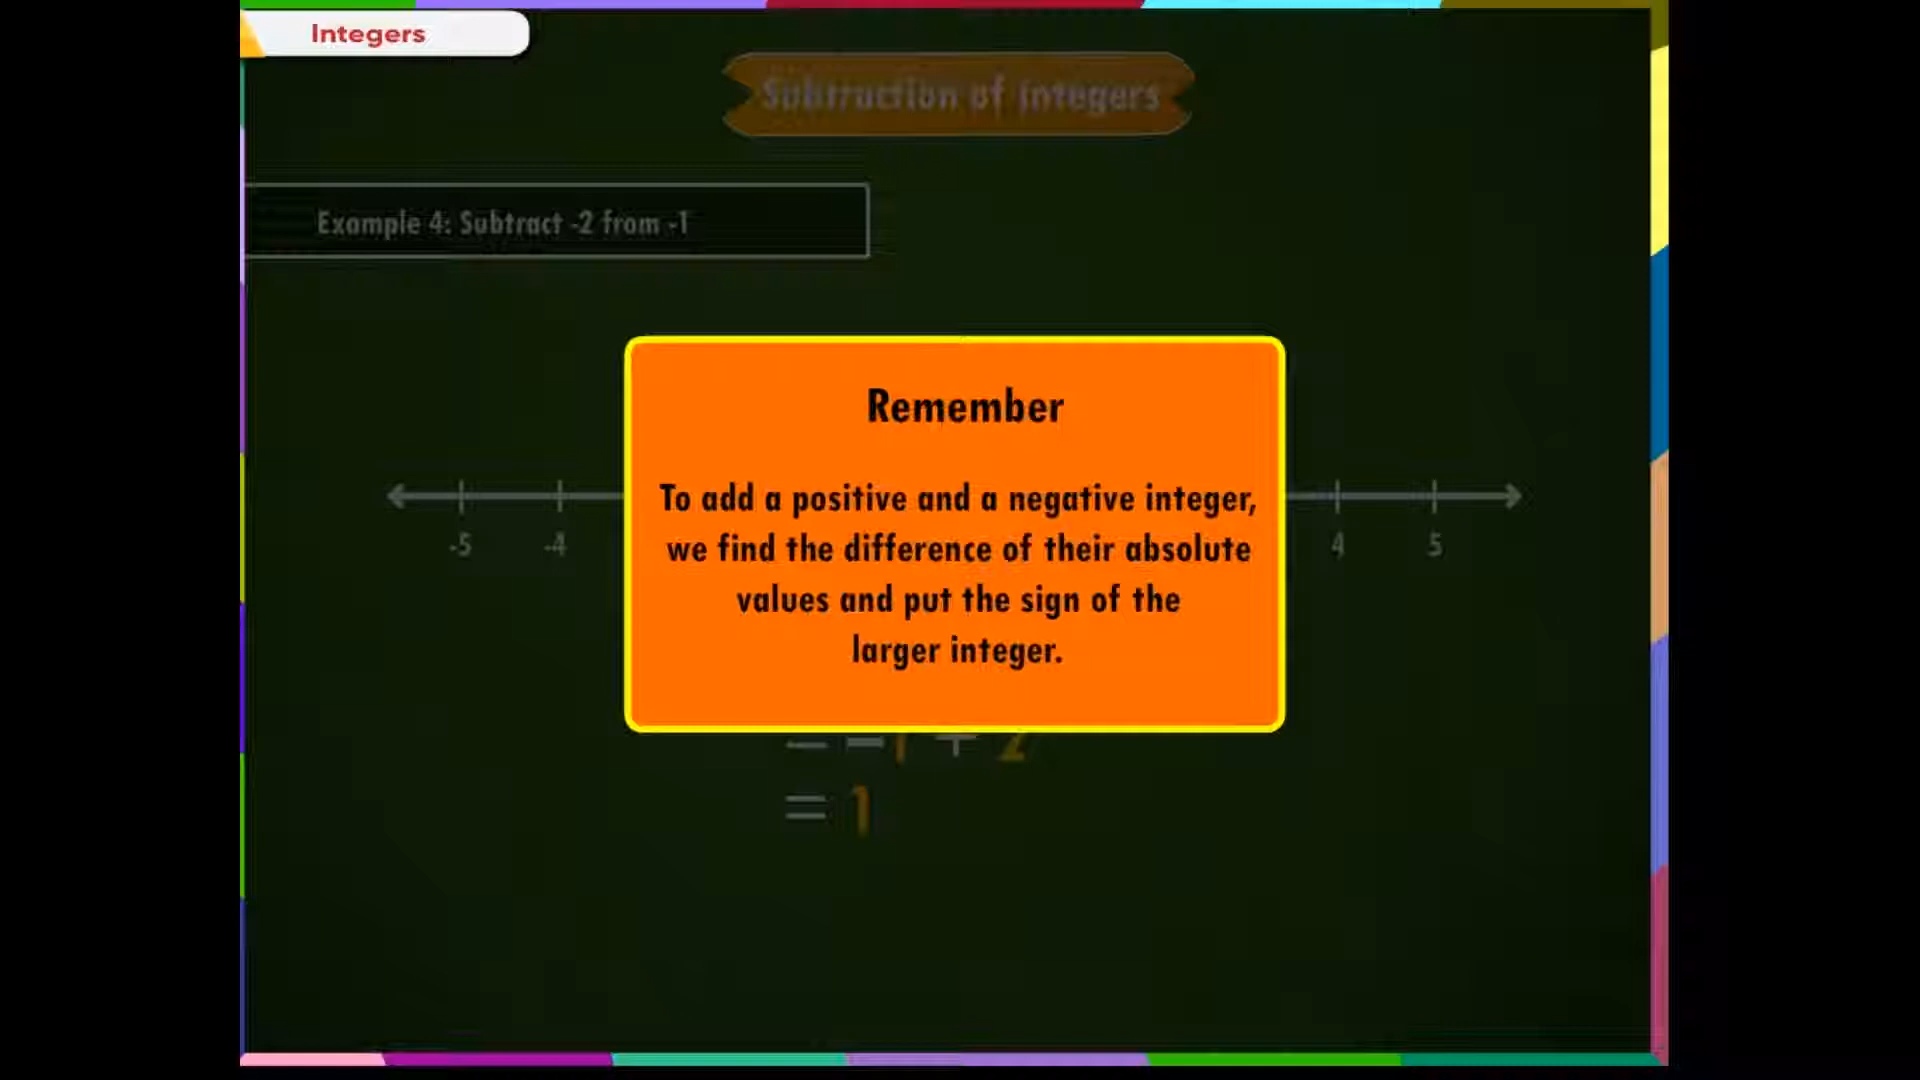 Integers
Subtraction of Integers
Example 4: Subtract -2 from -1
Remember
To add a positive and a negative integer,
we find the difference of their absolute
values and put the sign of the
larger integer.
-5 -4 4 5
= -1 + 2
= 1